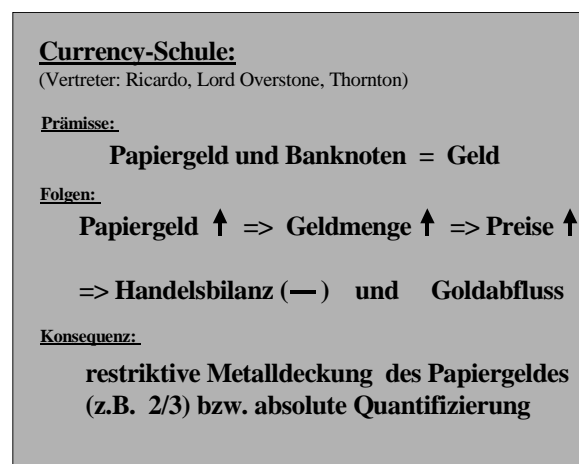 Currency-Schule:
(Vertreter: Ricardo, Lord Overstone, Thornton)
Prämisse:
Papiergeld und Banknoten = Geld
Folgen:
Papiergeld ↑ => Geldmenge ↑ => Preise ↑
=> Handelsbilanz (—) und Goldabfluss
Konsequenz:
restriktive Metalldeckung des Papiergeldes
(z.B. 2/3) bzw. absolute Quantifizierung